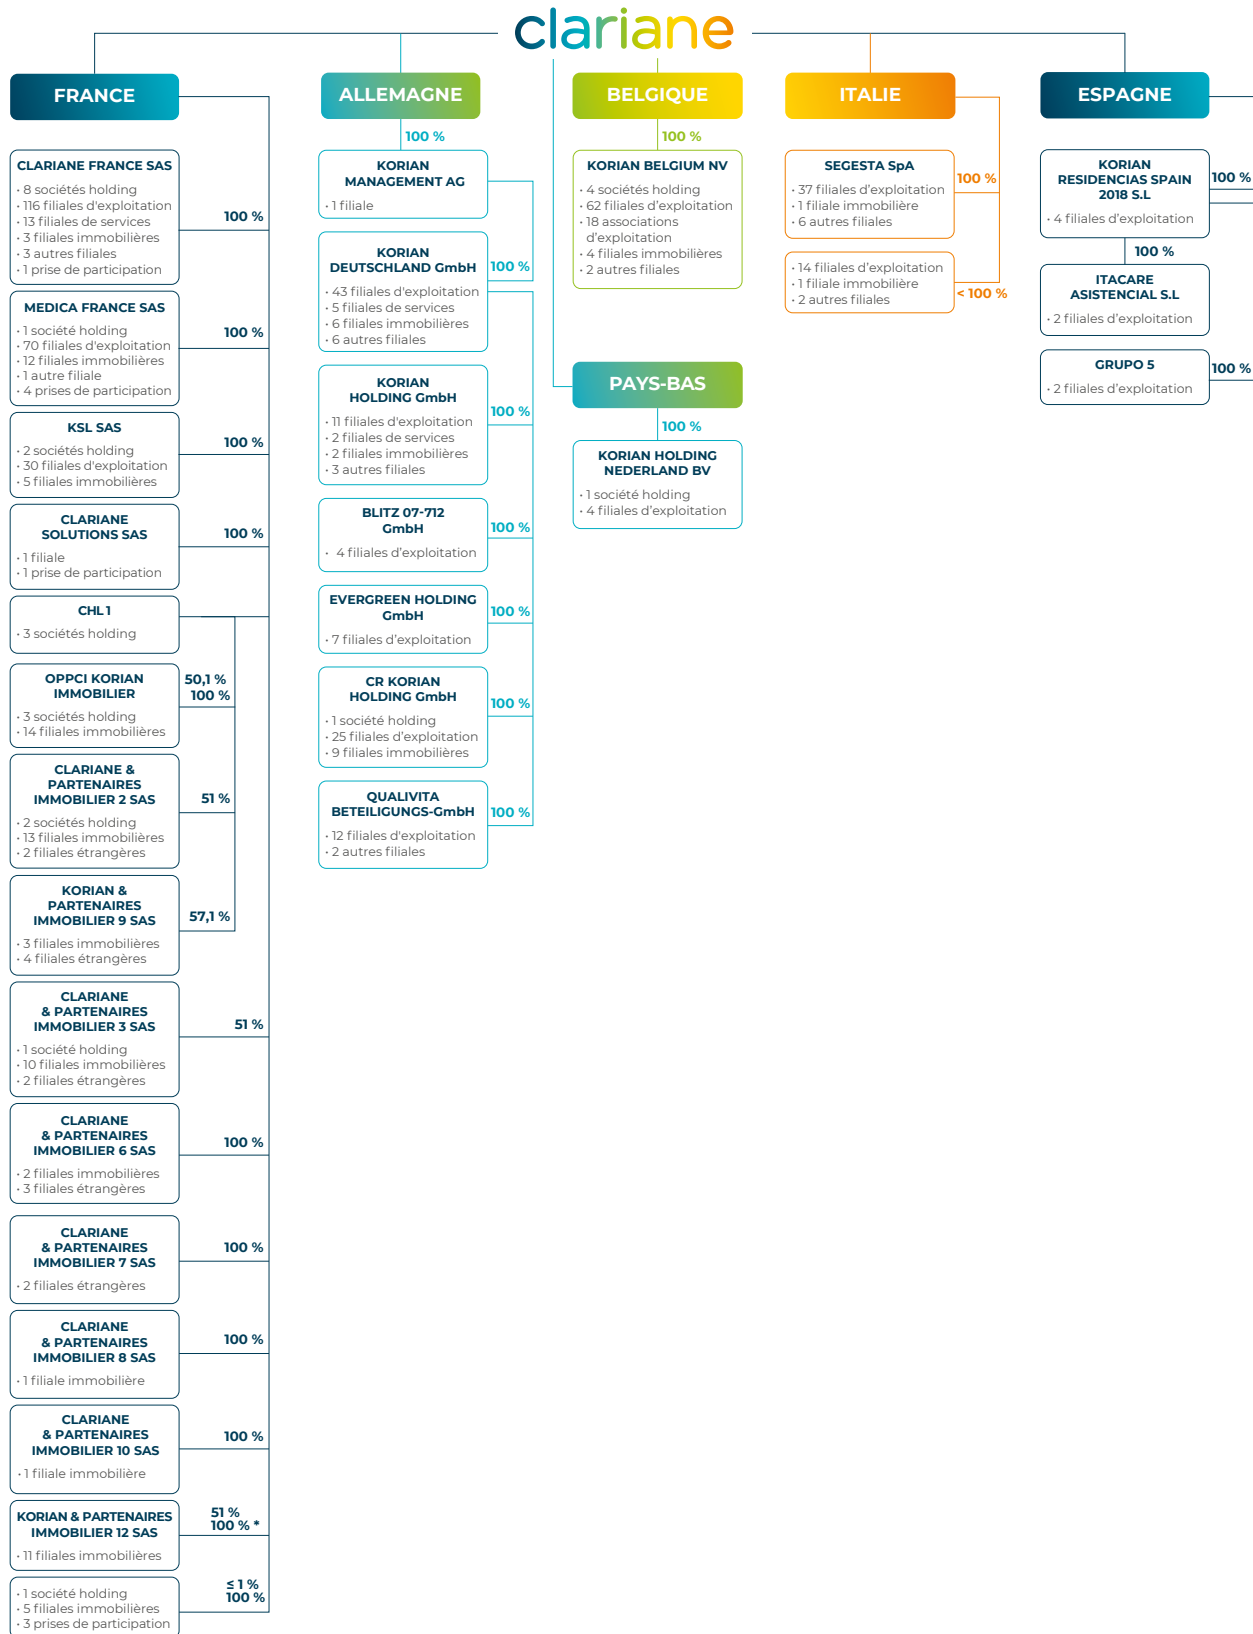 clariane
FRANCE
CLARIANE FRANCE SAS
• 8 sociétés holding
• 116 filiales d'exploitation
• 13 filiales de services
• 3 filiales immobilières
• 3 autres filiales
• 1 prise de participation
100 %
MEDICA FRANCE SAS
• 1 société holding
• 70 filiales d'exploitation
• 12 filiales immobilières
• 1 autre filiale
• 4 prises de participation
100 %
KSL SAS
• 2 sociétés holding
• 30 filiales d'exploitation
• 5 filiales immobilières
100 %
CLARIANE
SOLUTIONS SAS
• 1 filiale
• 1 prise de participation
100 %
CHL 1
• 3 sociétés holding
OPPCI KORIAN
IMMOBILIER
• 3 sociétés holding
• 14 filiales immobilières
50,1 %
100 %
CLARIANE &
PARTENAIRES
IMMOBILIER 2 SAS
• 2 sociétés holding
• 13 filiales immobilières
• 2 filiales étrangères
51 %
KORIAN &
PARTENAIRES
IMMOBILIER 9 SAS
• 3 filiales immobilières
• 4 filiales étrangères
57,1 %
CLARIANE
& PARTENAIRES
IMMOBILIER 3 SAS
• 1 société holding
• 10 filiales immobilières
• 2 filiales étrangères
51 %
CLARIANE
& PARTENAIRES
IMMOBILIER 6 SAS
• 2 filiales immobilières
• 3 filiales étrangères
100 %
CLARIANE
& PARTENAIRES
IMMOBILIER 7 SAS
• 2 filiales étrangères
100 %
CLARIANE
& PARTENAIRES
IMMOBILIER 8 SAS
• 1 filiale immobilière
100 %
CLARIANE
& PARTENAIRES
IMMOBILIER 10 SAS
• 1 filiale immobilière
100 %
KORIAN & PARTENAIRES
IMMOBILIER 12 SAS
• 11 filiales immobilières
51 %
100 % *
• 1 société holding
• 5 filiales immobilières
• 3 prises de participation
≤ 1 %
100 %
ALLEMAGNE
100 %
KORIAN
MANAGEMENT AG
• 1 filiale
KORIAN
DEUTSCHLAND GmbH
• 43 filiales d'exploitation
• 5 filiales de services
• 6 filiales immobilières
• 6 autres filiales
100 %
KORIAN
HOLDING GmbH
• 11 filiales d'exploitation
• 2 filiales de services
• 2 filiales immobilières
• 3 autres filiales
100 %
BLITZ 07-712
GmbH
• 4 filiales d’exploitation
100 %
EVERGREEN HOLDING
GmbH
• 7 filiales d’exploitation
100 %
CR KORIAN
HOLDING GmbH
• 1 société holding
• 25 filiales d’exploitation
• 9 filiales immobilières
100 %
QUALIVITA
BETEILIGUNGS-GmbH
• 12 filiales d'exploitation
• 2 autres filiales
100 %
BELGIQUE
100 %
KORIAN BELGIUM NV
• 4 sociétés holding
• 62 filiales d’exploitation
• 18 associations
d’exploitation
• 4 filiales immobilières
• 2 autres filiales
PAYS-BAS
100 %
KORIAN HOLDING
NEDERLAND BV
• 1 société holding
• 4 filiales d’exploitation
ITALIE
SEGESTA SpA
• 37 filiales d’exploitation
• 1 filiale immobilière
• 6 autres filiales
100 %
• 14 filiales d’exploitation
• 1 filiale immobilière
• 2 autres filiales
< 100 %
ESPAGNE
KORIAN
RESIDENCIAS SPAIN
2018 S.L
• 4 filiales d’exploitation
100 %
100 %
ITACARE
ASISTENCIAL S.L
• 2 filiales d’exploitation
GRUPO 5
• 2 filiales d’exploitation
100 %